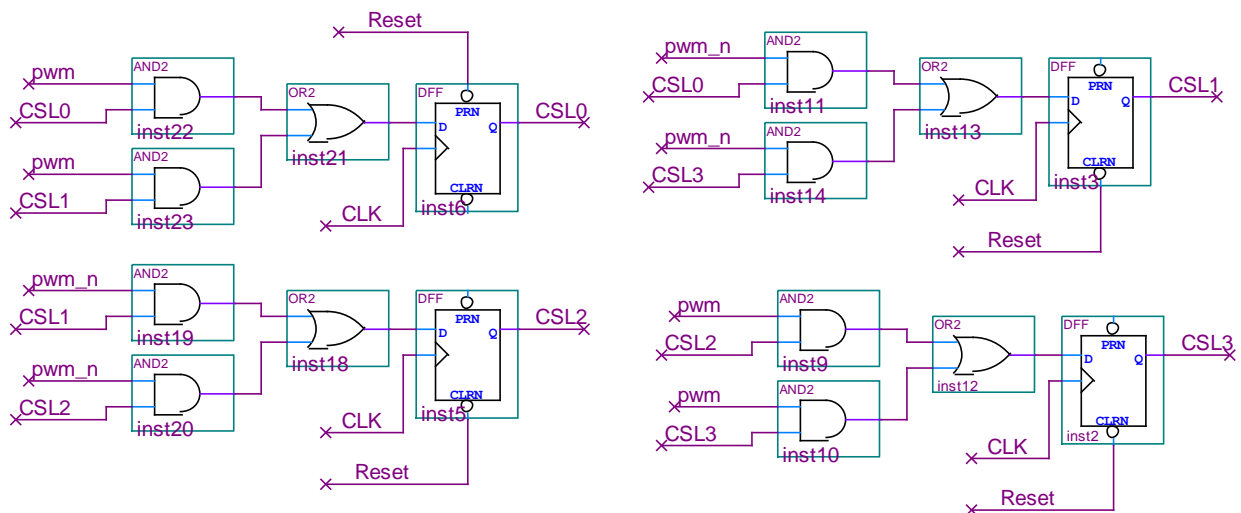 Reset
pwm
CSL0
AND2
inst22
OR2
inst21
DFF
PRN
D
Q
CLRN
inst6
CSL0
pwm
CSL1
AND2
inst23
CLK
pwm_n
CSL0
AND2
inst11
OR2
inst13
DFF
PRN
D
Q
CLRN
inst3
CSL1
pwm_n
CSL3
AND2
inst14
CLK
Reset
pwm_n
CSL1
AND2
inst19
OR2
inst18
DFF
PRN
D
Q
CLRN
inst5
CSL2
pwm_n
CSL2
AND2
inst20
CLK
Reset
pwm
CSL2
AND2
inst9
OR2
inst12
DFF
PRN
D
Q
CLRN
inst2
CSL3
pwm
CSL3
AND2
inst10
CLK
Reset